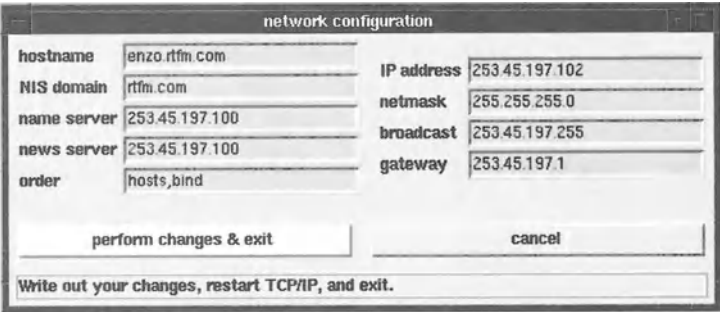 network configuration
hostname enzo.rtfm.com
NIS domain rtfm.com
name server 253.45.197.100
news server 253.45.197.100
order hosts,bind
IP address 253.45.197.102
netmask 255.255.255.0
broadcast 253.45.197.255
gateway 253.45.197.1
perform changes & exit
cancel
Write out your changes, restart TCP/IP, and exit.